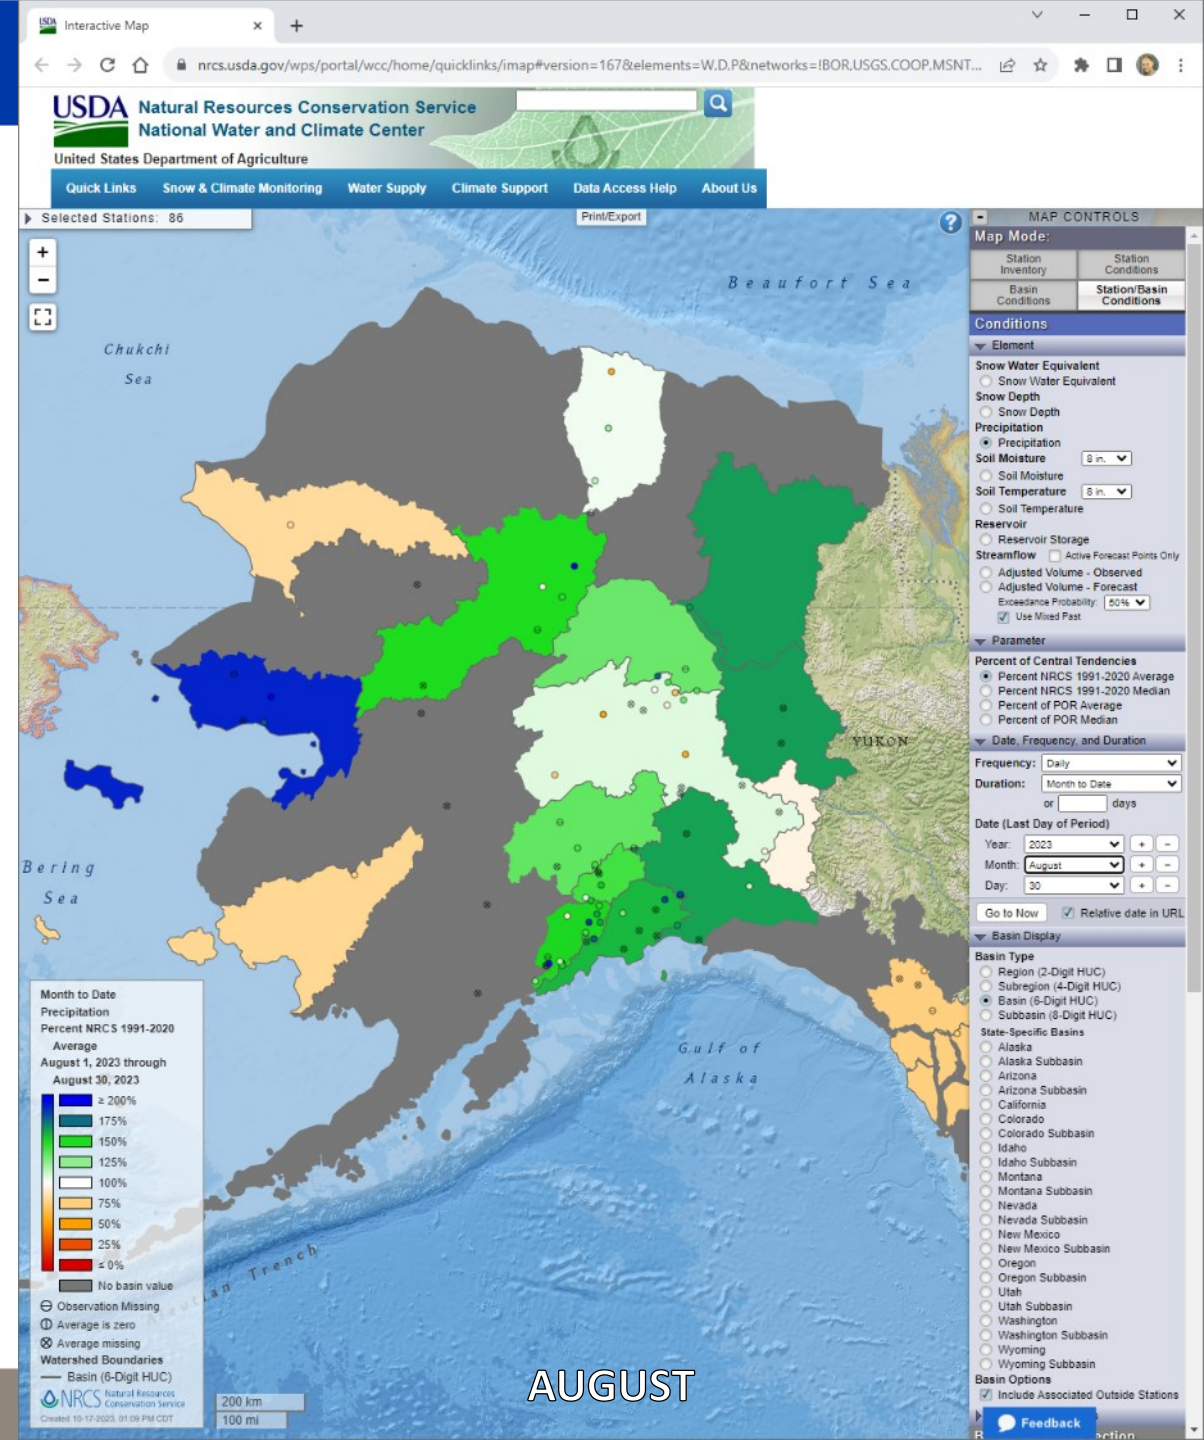 USDA Interactive Map
nrcs.usda.gov/wps/portal/wcc/home/quicklinks/imap#version=167&elements=W,D,P&networks=!BOR,USGS,COOP,MSNT...
USDA
Natural Resources Conservation Service
National Water and Climate Center
United States Department of Agriculture
Quick Links Snow & Climate Monitoring Water Supply Climate Support Data Access Help About Us
Selected Stations: 86
Print/Export
?
+
−
Beaufort Sea
Chukchi
Sea
YUKON
Bering
Sea
Gulf of
Alaska
Aleutian Trench
Month to Date
Precipitation
Percent NRCS 1991-2020
Average
August 1, 2023 through
August 30, 2023
≥ 200%
175%
150%
125%
100%
75%
50%
25%
≤ 0%
No basin value
Observation Missing
Average is zero
Average missing
Watershed Boundaries
Basin (6-Digit HUC)
NRCS Natural Resources
Conservation Service
Created 10-17-2023, 01:09 PM CDT
200 km
100 mi
AUGUST
- MAP CONTROLS
Map Mode:
Station Inventory
Station Conditions
Basin Conditions
Station/Basin Conditions
Conditions
Element
Snow Water Equivalent
Snow Water Equivalent
Snow Depth
Snow Depth
Precipitation
Precipitation
Soil Moisture 8 in.
Soil Moisture
Soil Temperature 8 in.
Soil Temperature
Reservoir
Reservoir Storage
Streamflow Active Forecast Points Only
Adjusted Volume - Observed
Adjusted Volume - Forecast
Exceedance Probability: 50%
Use Mixed Past
Parameter
Percent of Central Tendencies
Percent NRCS 1991-2020 Average
Percent NRCS 1991-2020 Median
Percent of POR Average
Percent of POR Median
Date, Frequency, and Duration
Frequency: Daily
Duration: Month to Date
or days
Date (Last Day of Period)
Year: 2023 + −
Month: August + −
Day: 30 + −
Go to Now Relative date in URL
Basin Display
Basin Type
Region (2-Digit HUC)
Subregion (4-Digit HUC)
Basin (6-Digit HUC)
Subbasin (8-Digit HUC)
State-Specific Basins
Alaska
Alaska Subbasin
Arizona
Arizona Subbasin
California
Colorado
Colorado Subbasin
Idaho
Idaho Subbasin
Montana
Montana Subbasin
Nevada
Nevada Subbasin
New Mexico
New Mexico Subbasin
Oregon
Oregon Subbasin
Utah
Utah Subbasin
Washington
Washington Subbasin
Wyoming
Wyoming Subbasin
Basin Options
Include Associated Outside Stations
Feedback